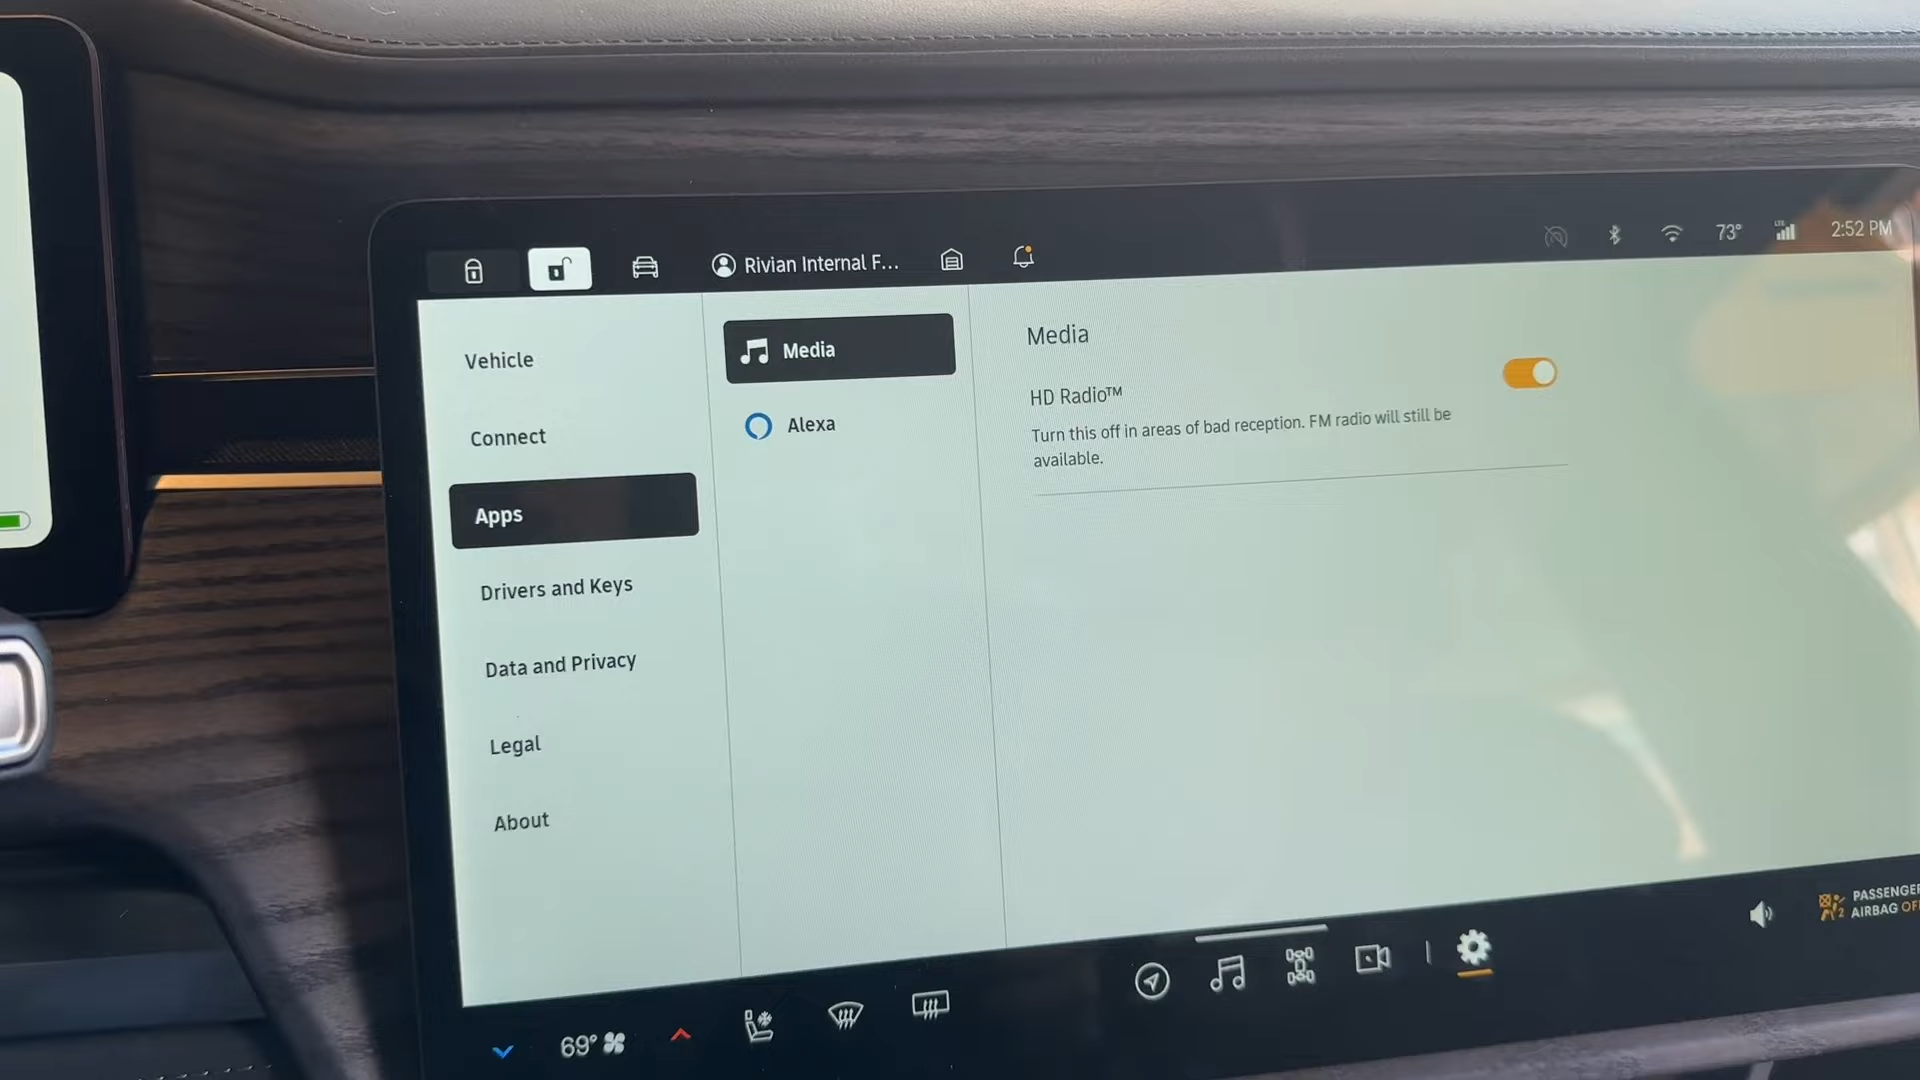 Rivian Internal F...
73°
LTE
2:52 PM
Vehicle
Connect
Apps
Drivers and Keys
Data and Privacy
Legal
About
Media
Alexa
Media
HD Radio™
Turn this off in areas of bad reception. FM radio will still be
available.
69°
PASSENGER
AIRBAG OFF